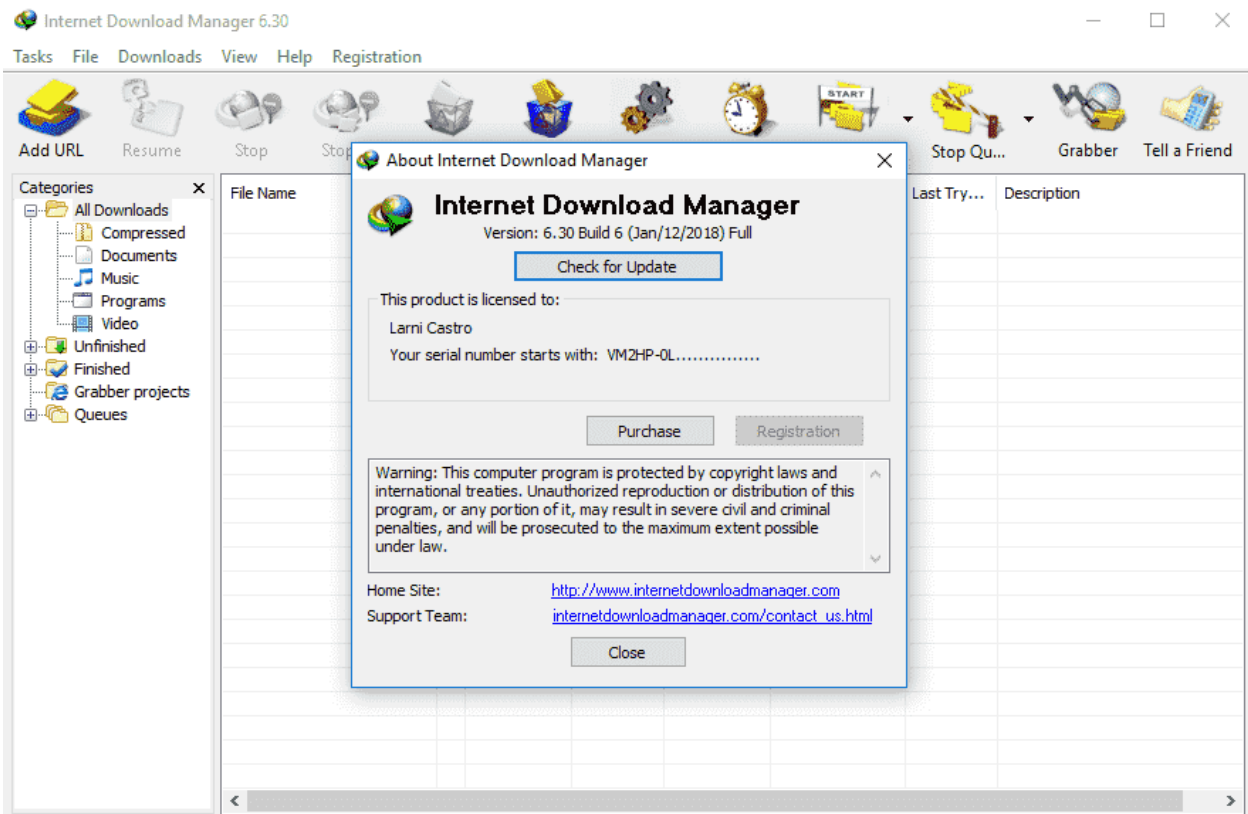 Internet Download Manager 6.30
Tasks File Downloads View Help Registration
START
Add URL Resume Stop Stop Stop Qu... Grabber Tell a Friend
Categories
All Downloads
Compressed
Documents
Music
Programs
Video
Unfinished
Finished
Grabber projects
Queues
File Name Last Try... Description
About Internet Download Manager
Internet Download Manager
Version: 6.30 Build 6 (Jan/12/2018) Full
Check for Update
This product is licensed to:
Larni Castro
Your serial number starts with: VM2HP-0L...............
Purchase Registration
Warning: This computer program is protected by copyright laws and
international treaties. Unauthorized reproduction or distribution of this
program, or any portion of it, may result in severe civil and criminal
penalties, and will be prosecuted to the maximum extent possible
under law.
Home Site: http://www.internetdownloadmanager.com
Support Team: internetdownloadmanager.com/contact_us.html
Close